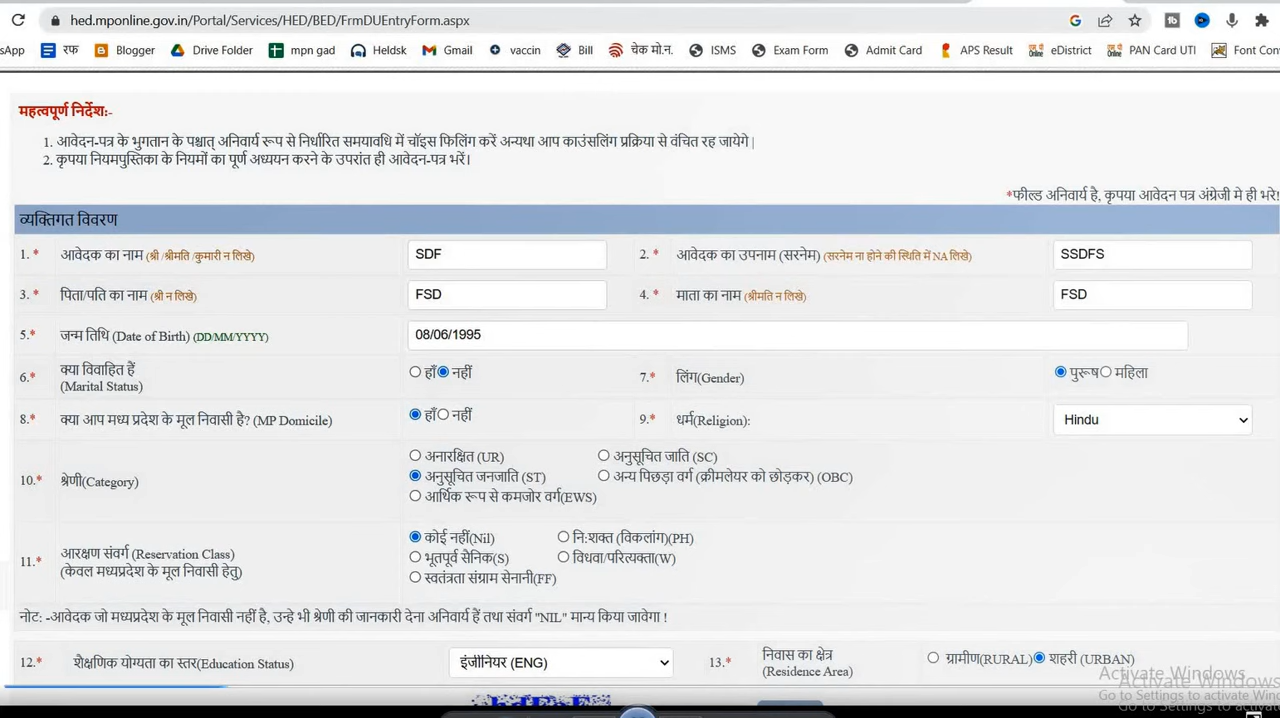 hed.mponline.gov.in/Portal/Services/HED/BED/FrmDUEntryForm.aspx
sApp रफ Blogger Drive Folder mpn gad Heldsk Gmail vaccin Bill चेक मो.न. ISMS Exam Form Admit Card APS Result eDistrict PAN Card UTI Font Con
महत्वपूर्ण निर्देश:-
1. आवेदन-पत्र के भुगतान के पश्चात् अनिवार्य रूप से निर्धारित समयावधि में चॉइस फिलिंग करें अन्यथा आप काउंसलिंग प्रक्रिया से वंचित रह जायेगे |
2. कृपया नियमपुस्तिका के नियमों का पूर्ण अध्ययन करने के उपरांत ही आवेदन-पत्र भरें।
*फील्ड अनिवार्य है, कृपया आवेदन पत्र अंग्रेजी मे ही भरे!
व्यक्तिगत विवरण
1.* आवेदक का नाम (श्री /श्रीमति /कुमारी न लिखे) SDF 2.* आवेदक का उपनाम (सरनेम) (सरनेम ना होने की स्थिति में NA लिखे) SSDFS
3.* पिता/पति का नाम (श्री न लिखे) FSD 4.* माता का नाम (श्रीमति न लिखे) FSD
5.* जन्म तिथि (Date of Birth) (DD/MM/YYYY) 08/06/1995
6.* क्या विवाहित हैं (Marital Status) हाँ नहीं 7.* लिंग(Gender) पुरूष महिला
8.* क्या आप मध्य प्रदेश के मूल निवासी है? (MP Domicile) हाँ नहीं 9.* धर्म(Religion): Hindu
10.* श्रेणी(Category) अनारक्षित (UR) अनुसूचित जाति (SC)
अनुसूचित जनजाति (ST) अन्य पिछड़ा वर्ग (क्रीमलेयर को छोड़कर) (OBC)
आर्थिक रूप से कमजोर वर्ग(EWS)
11.* आरक्षण संवर्ग (Reservation Class) (केवल मध्यप्रदेश के मूल निवासी हेतु) कोई नहीं(Nil) नि:शक्त (विकलांग)(PH)
भूतपूर्व सैनिक(S) विधवा/परित्यक्ता(W)
स्वतंत्रता संग्राम सेनानी(FF)
नोट: -आवेदक जो मध्यप्रदेश के मूल निवासी नहीं है, उन्हे भी श्रेणी की जानकारी देना अनिवार्य हैं तथा संवर्ग "NIL" मान्य किया जावेगा !
12.* शैक्षणिक योग्यता का स्तर(Education Status) इंजीनियर (ENG) 13.* निवास का क्षेत्र (Residence Area) ग्रामीण(RURAL) शहरी (URBAN)
Activate Windows
Activate Windows
Go to Settings to activate Win
Go to Settings to activat